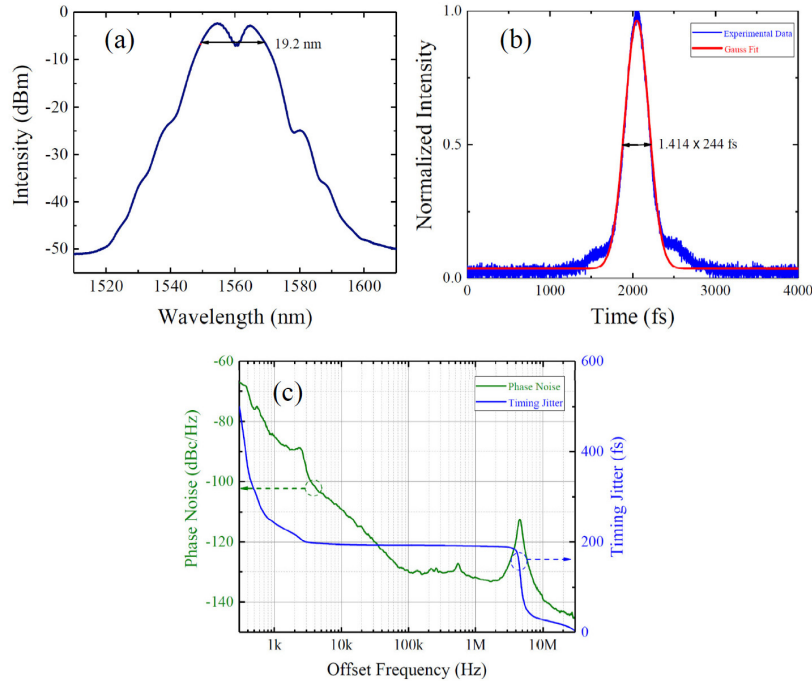 (a)
19.2 nm
0
-10
-20
-30
-40
-50
Intensity (dBm)
1520 1540 1560 1580 1600
Wavelength (nm)
(b)
Experimental Data
Gauss Fit
1.414 x 244 fs
1.0
0.5
0.0
Normalized Intensity
0 1000 2000 3000 4000
Time (fs)
(c)
Phase Noise
Timing Jitter
-60
-80
-100
-120
-140
Phase Noise (dBc/Hz)
600
400
200
0
Timing Jitter (fs)
1k 10k 100k 1M 10M
Offset Frequency (Hz)